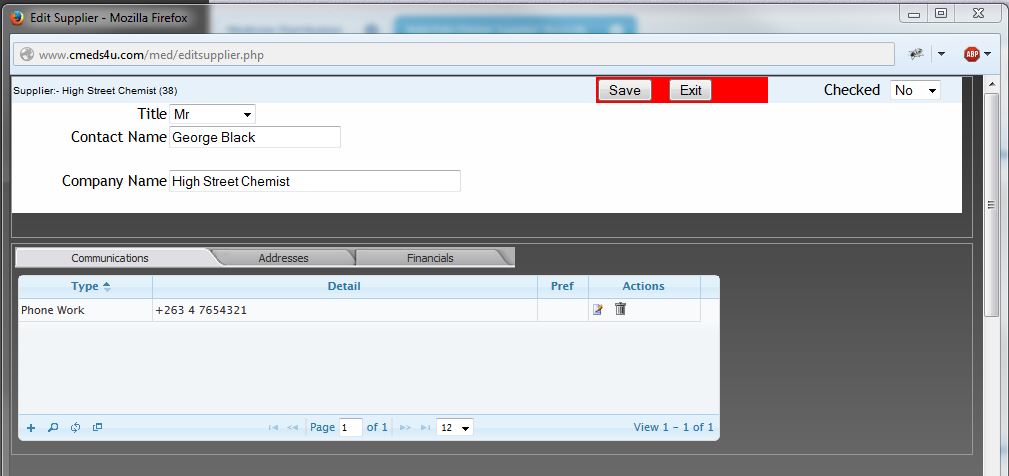 Edit Supplier - Mozilla Firefox
www.cmeds4u.com/med/editsupplier.php
ABP
Supplier:- High Street Chemist (38)
Save
Exit
Checked
No
Title
Mr
Contact Name
George Black
Company Name
High Street Chemist
Communications
Addresses
Financials
Type
Detail
Pref
Actions
Phone Work
+263 4 7654321
Page
1
of 1
12
View 1 - 1 of 1